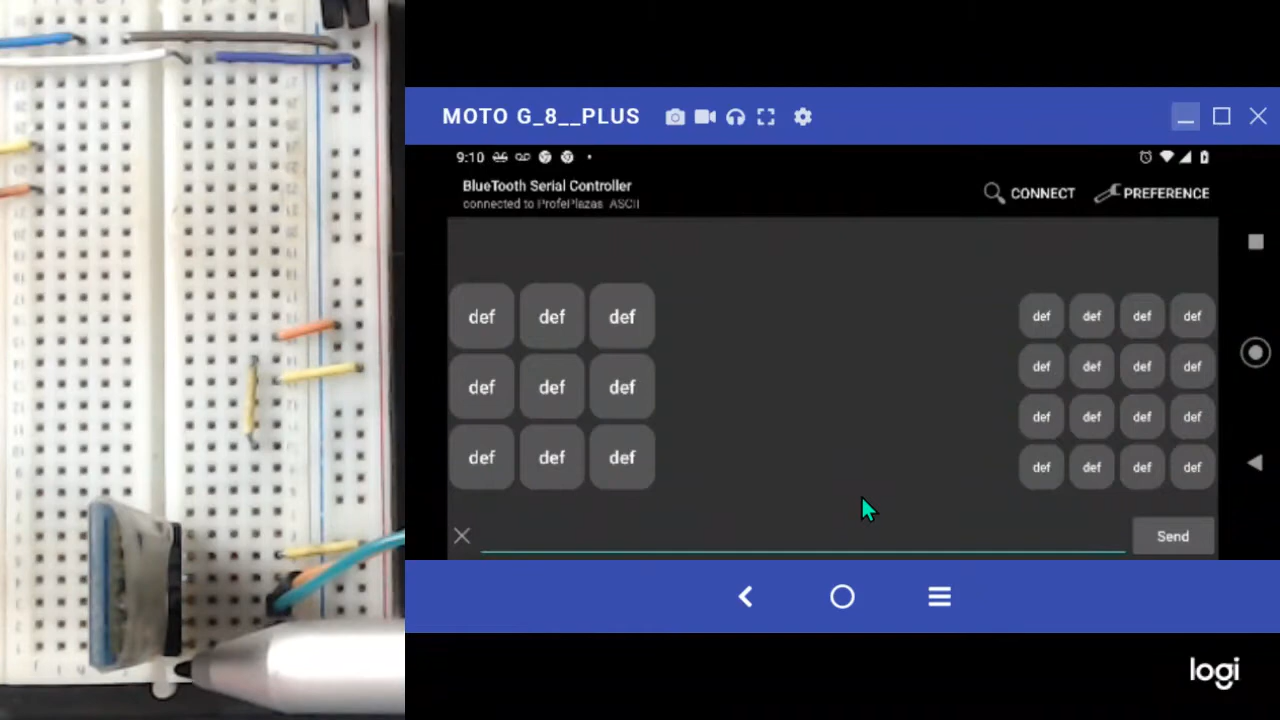 MOTO G_8__PLUS
9:10
BlueTooth Serial Controller
connected to ProfePlazas ASCII
CONNECT
PREFERENCE
def def def def def def def
def def def def def def def
def def def def def def def
def def def def
Send
logi